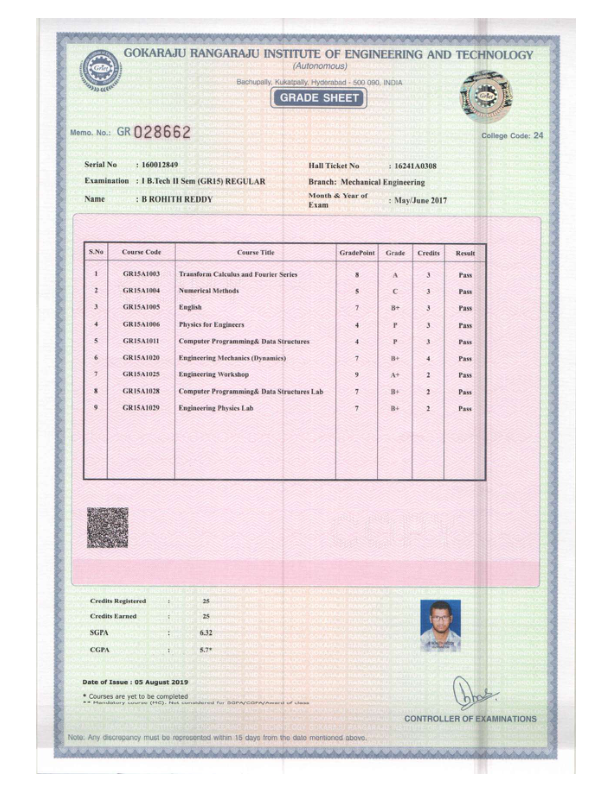 GOKARAJU RANGARAJU INSTITUTE OF ENGINEERING AND TECHNOLOGY
(Autonomous)
Bachupally, Kukatpally, Hyderabad - 500 090, INDIA
GRADE SHEET
Memo. No.: GR 028662
College Code: 24
Serial No : 160012849 Hall Ticket No : 16241A0308
Examination : I B.Tech II Sem (GR15) REGULAR Branch: Mechanical Engineering
Name : B ROHITH REDDY Month & Year of Exam : May/June 2017
S.No Course Code Course Title GradePoint Grade Credits Result
1 GR15A1003 Transform Calculus and Fourier Series 8 A 3 Pass
2 GR15A1004 Numerical Methods 5 C 3 Pass
3 GR15A1005 English 7 B+ 3 Pass
4 GR15A1006 Physics for Engineers 4 P 3 Pass
5 GR15A1011 Computer Programming& Data Structures 4 P 3 Pass
6 GR15A1020 Engineering Mechanics (Dynamics) 7 B+ 4 Pass
7 GR15A1025 Engineering Workshop 9 A+ 2 Pass
8 GR15A1028 Computer Programming& Data Structures Lab 7 B+ 2 Pass
9 GR15A1029 Engineering Physics Lab 7 B+ 2 Pass
Credits Registered : 25
Credits Earned : 25
SGPA : 6.32
CGPA : 5.7*
Date of Issue : 05 August 2019
* Courses are yet to be completed
** Mandatory course (MC). Not considered for SGPA/CGPA/Award of class
CONTROLLER OF EXAMINATIONS
Note: Any discrepancy must be represented within 15 days from the date mentioned above.